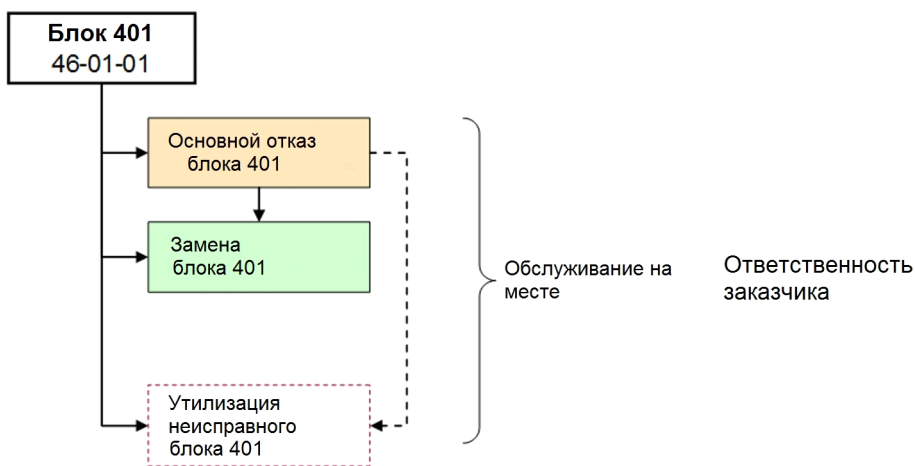 Блок 401
46-01-01
Основной отказ
блока 401
Замена
блока 401
Обслуживание на
месте
Ответственность
заказчика
Утилизация
неисправного
блока 401